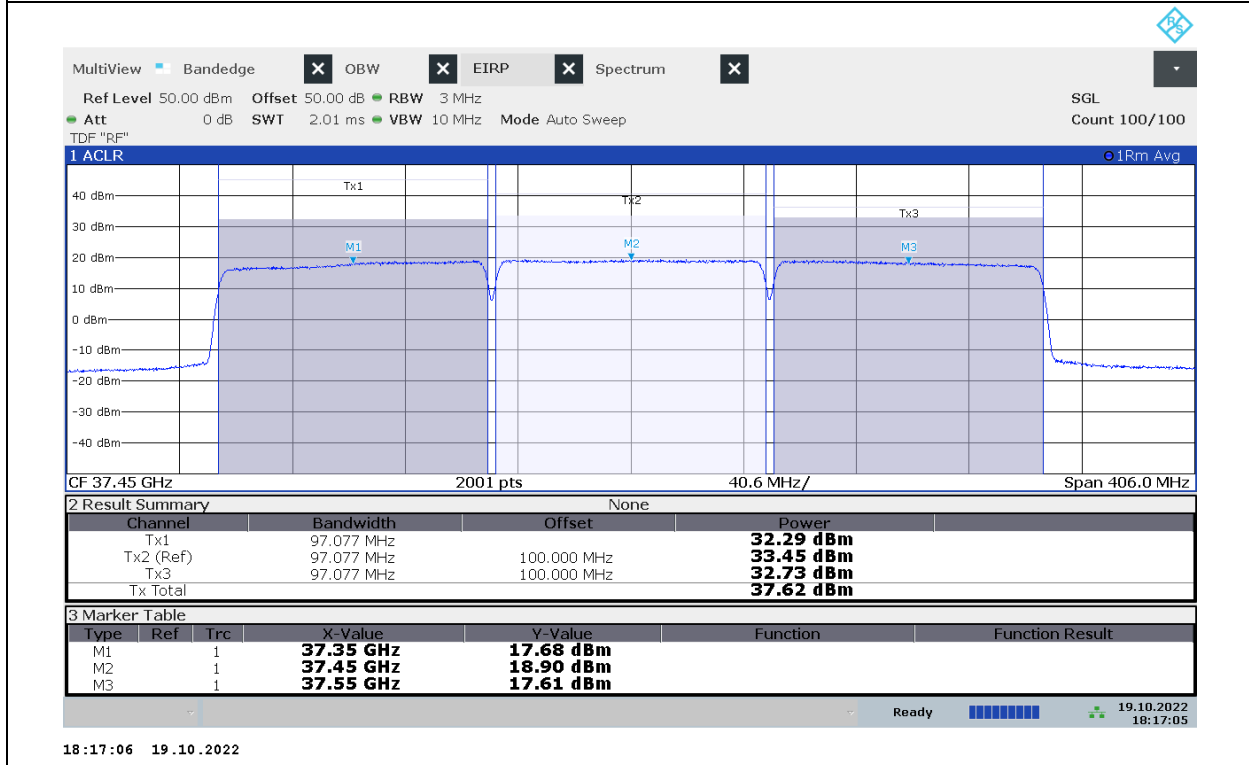 R&S
MultiView Bandedge X OBW X EIRP X Spectrum X
Ref Level 50.00 dBm Offset 50.00 dB RBW 3 MHz SGL
Att 0 dB SWT 2.01 ms VBW 10 MHz Mode Auto Sweep Count 100/100
TDF "RF"
1 ACLR 1Rm Avg
Tx1
40 dBm
Tx2
Tx3
30 dBm
M1
M2
M3
20 dBm
10 dBm
0 dBm
-10 dBm
-20 dBm
-30 dBm
-40 dBm
CF 37.45 GHz 2001 pts 40.6 MHz/ Span 406.0 MHz
2 Result Summary None
Channel Bandwidth Offset Power
Tx1 97.077 MHz 32.29 dBm
Tx2 (Ref) 97.077 MHz 100.000 MHz 33.45 dBm
Tx3 97.077 MHz 100.000 MHz 32.73 dBm
Tx Total 37.62 dBm
3 Marker Table
Type Ref Trc X-Value Y-Value Function Function Result
M1 1 37.35 GHz 17.68 dBm
M2 1 37.45 GHz 18.90 dBm
M3 1 37.55 GHz 17.61 dBm
Ready 19.10.2022
18:17:05
18:17:06 19.10.2022